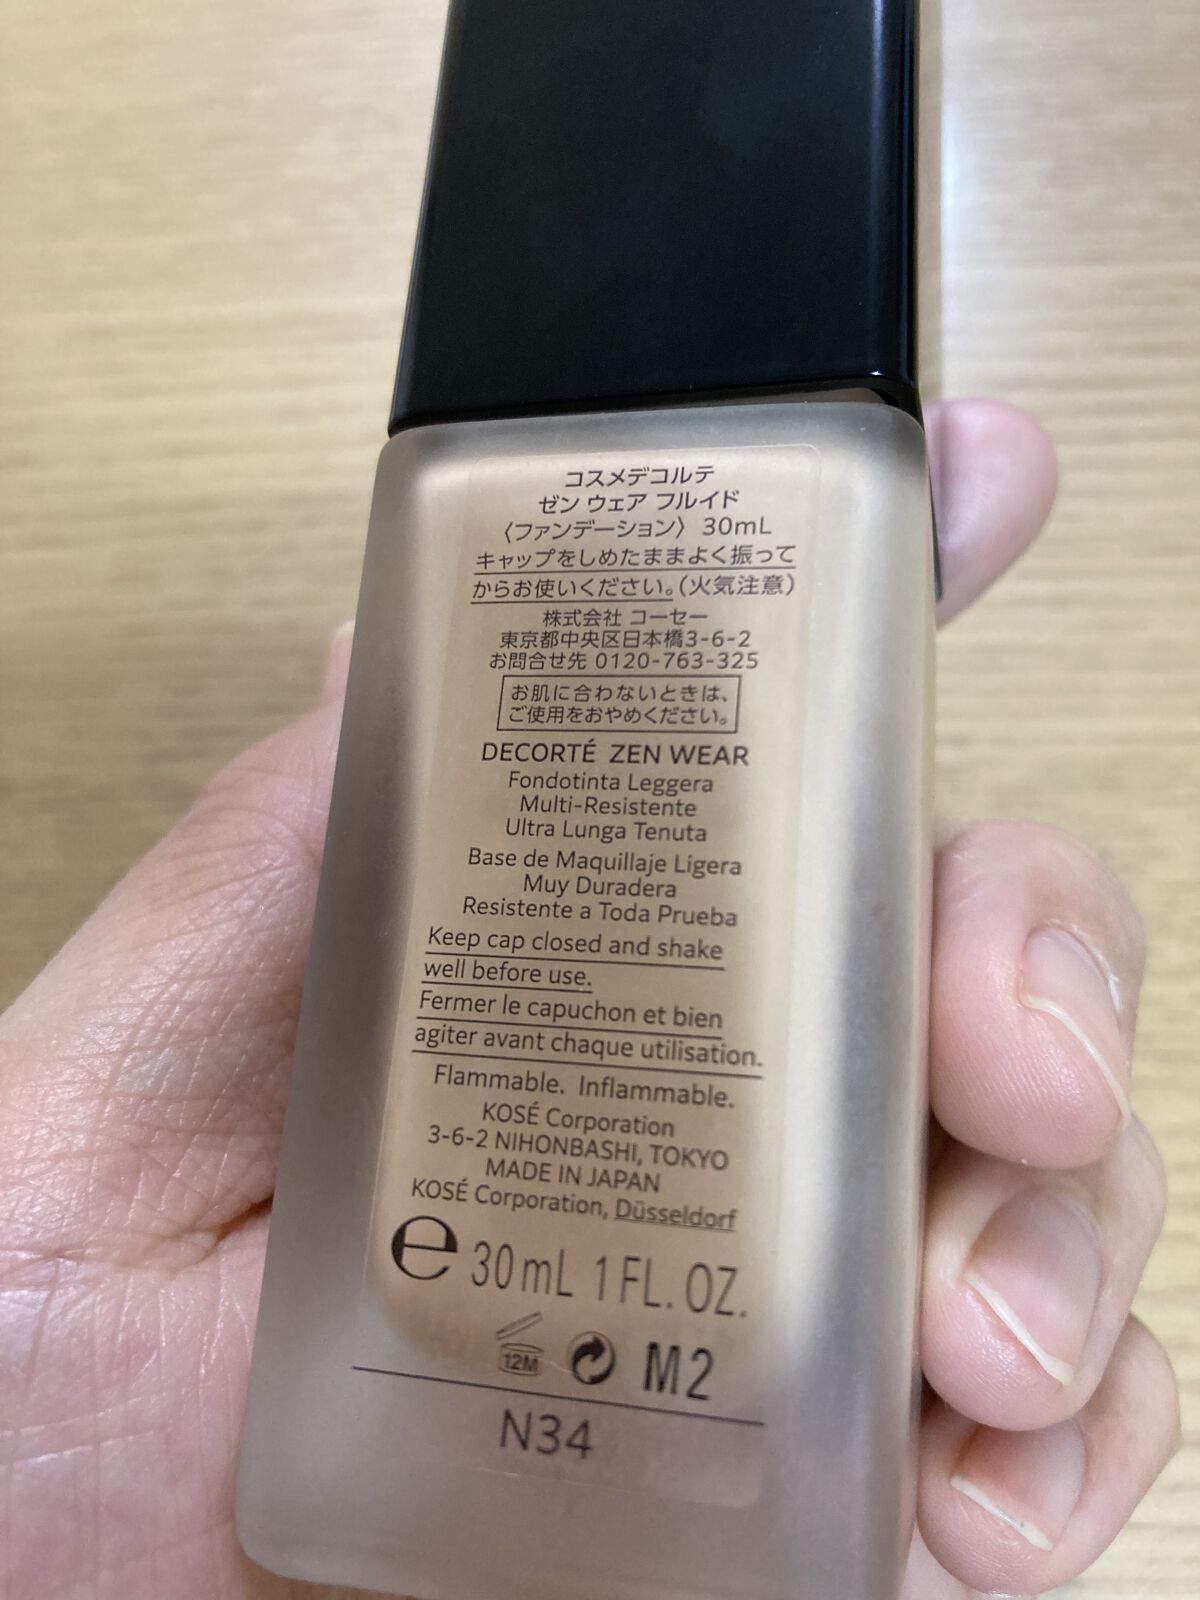 コスメデコルテ
ゼン ウェア フルイド
〈ファンデーション〉 30mL
キャップをしめたままよく振って
からお使いください。(火気注意)
株式会社 コーセー
東京都中央区日本橋3-6-2
お問合せ先 0120-763-325
お肌に合わないときは、
ご使用をおやめください。
DECORTÉ ZEN WEAR
Fondotinta Leggera
Multi-Resistente
Ultra Lunga Tenuta
Base de Maquillaje Ligera
Muy Duradera
Resistente a Toda Prueba
Keep cap closed and shake
well before use.
Fermer le capuchon et bien
agiter avant chaque utilisation.
Flammable. Inflammable.
KOSÉ Corporation
3-6-2 NIHONBASHI, TOKYO
MADE IN JAPAN
KOSÉ Corporation, Düsseldorf
℮ 30mL 1FL. OZ.
12M M2
N34